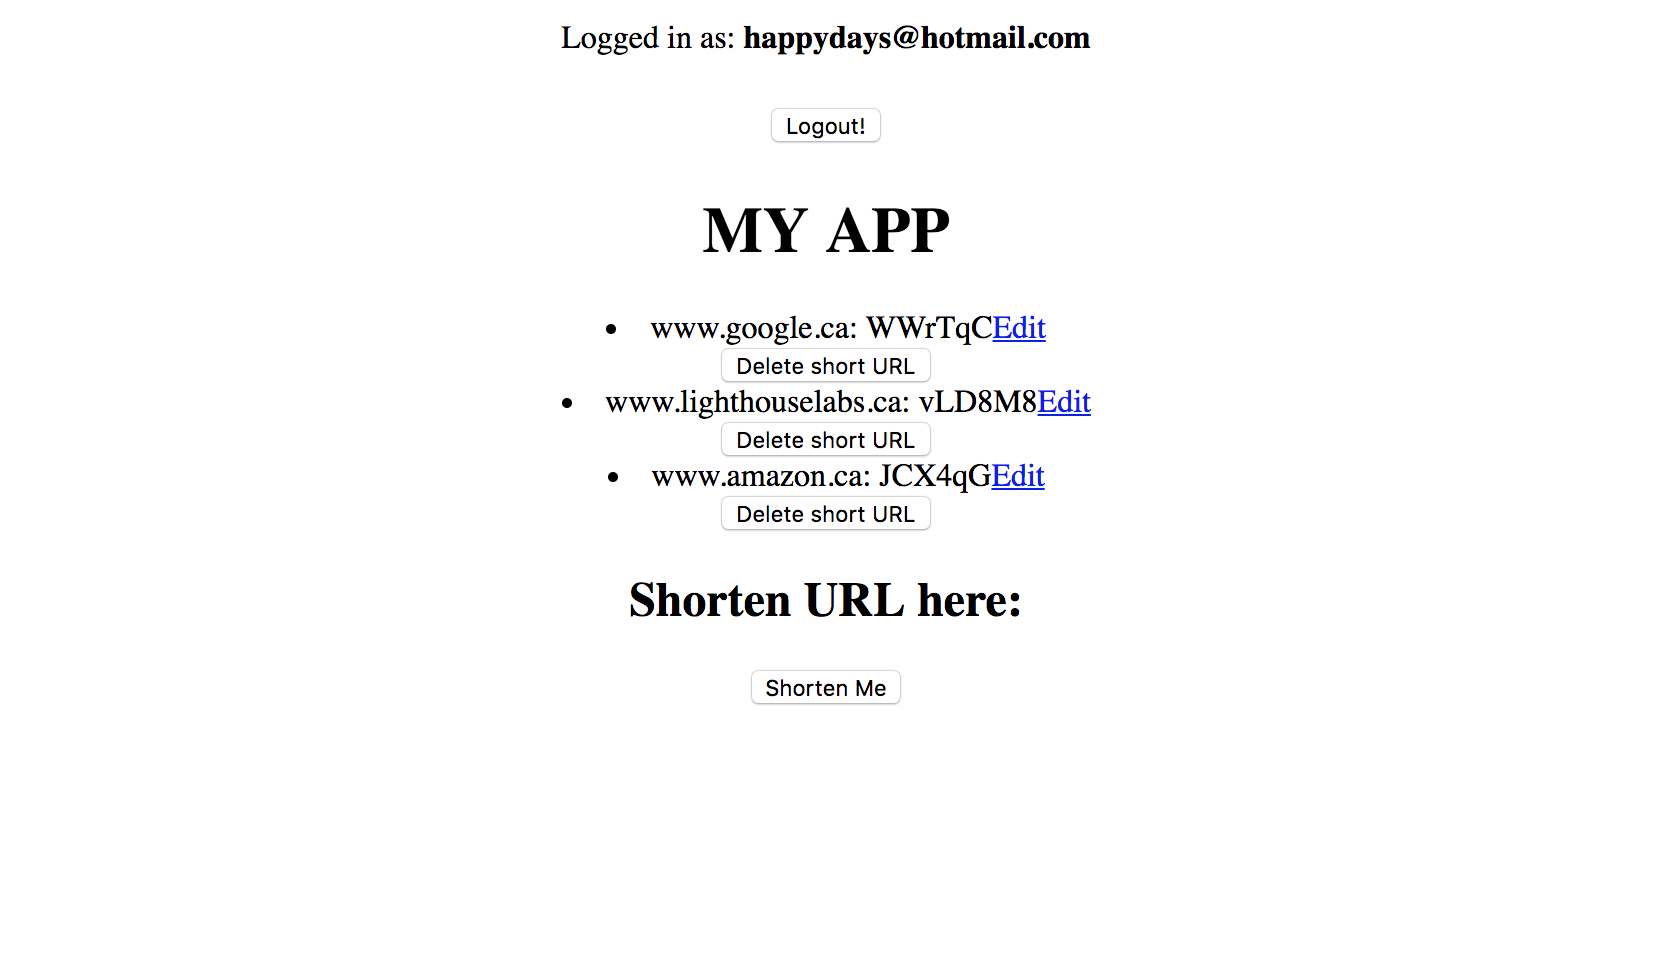 Logged in as: happydays@hotmail.com
Logout!
MY APP
www.google.ca: WWrTqCEdit
Delete short URL
www.lighthouselabs.ca: vLD8M8Edit
Delete short URL
www.amazon.ca: JCX4qGEdit
Delete short URL
Shorten URL here:
Shorten Me